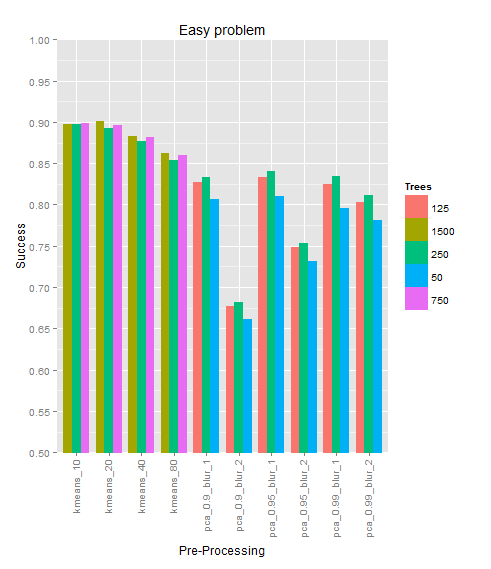 Easy problem
1.00
0.95
0.90
0.85
0.80
0.75
0.70
0.65
0.60
0.55
0.50
Success
kmeans_10
kmeans_20
kmeans_40
kmeans_80
pca_0.9_blur_1
pca_0.9_blur_2
pca_0.95_blur_1
pca_0.95_blur_2
pca_0.99_blur_1
pca_0.99_blur_2
Pre-Processing
Trees
125
1500
250
50
750